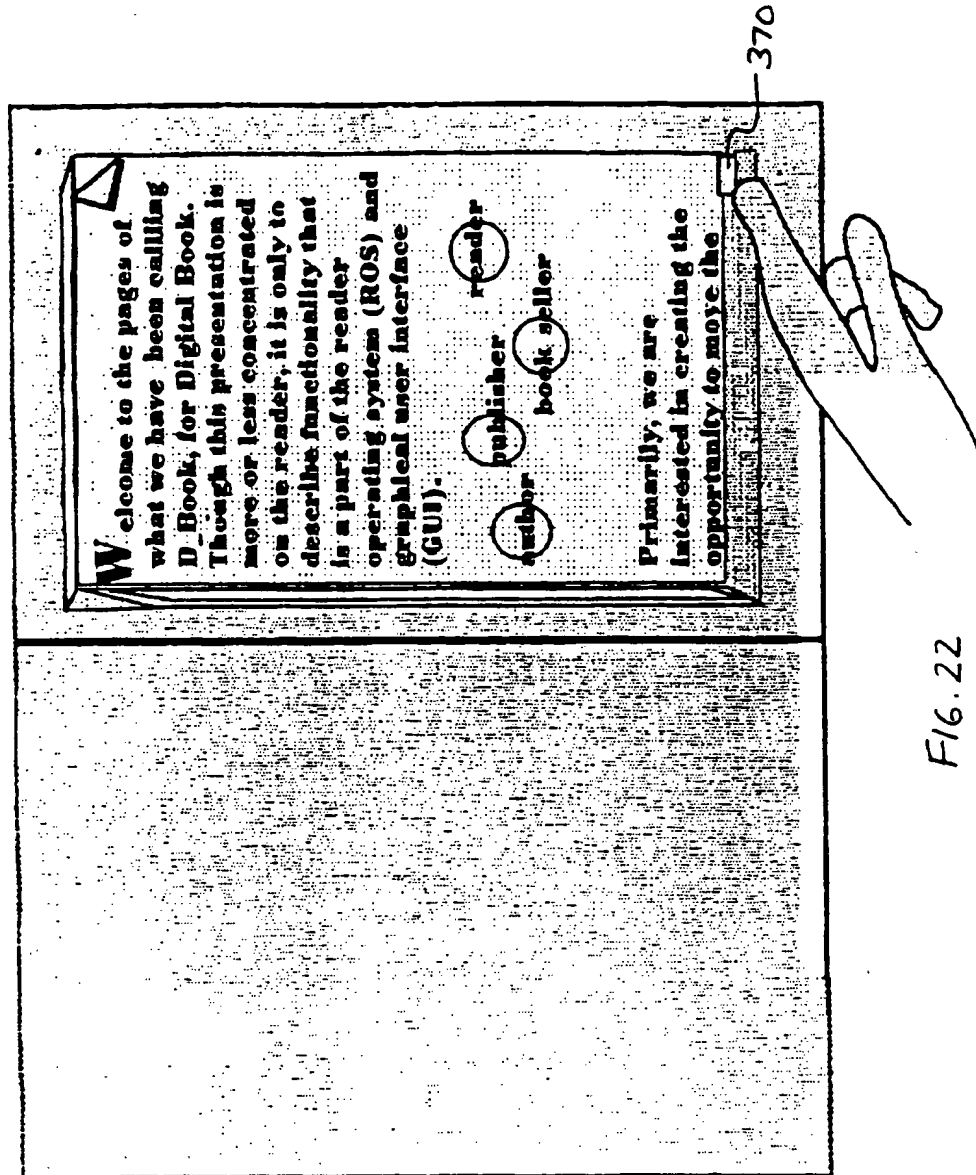 Welcome to the pages of
what we have been calling
D_Book, for Digital Book.
Though this presentation is
more or less concentrated
on the reader, it is only to
describe functionality that
is a part of the reader
operating system (ROS) and
graphical user interface
(GUI).
author publisher book seller reader
Primarily, we are
interested in creating the
opportunity to move the
370
FIG. 22